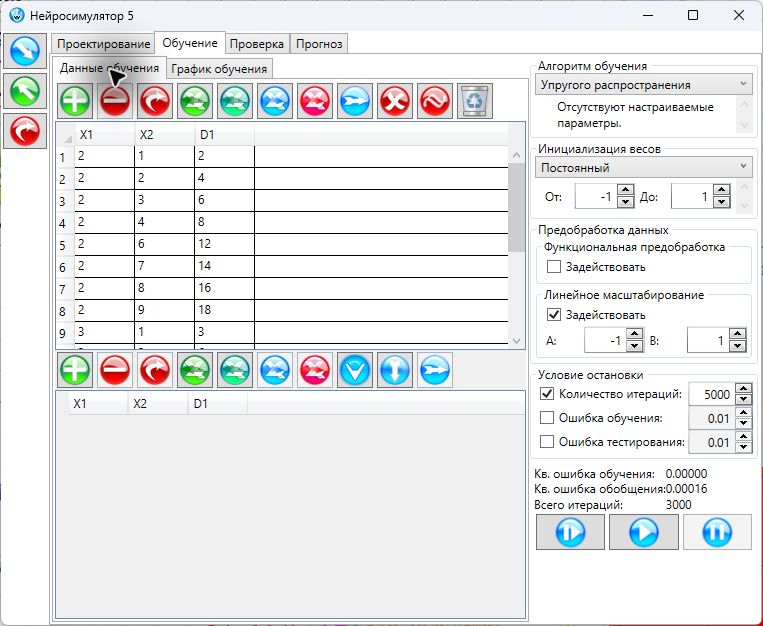 Нейросимулятор 5
Проектирование Обучение Проверка Прогноз
Данные обучения График обучения
X1 X2 D1
1 2 1 2
2 2 2 4
3 2 3 6
4 2 4 8
5 2 6 12
6 2 7 14
7 2 8 16
8 2 9 18
9 3 1 3
X1 X2 D1
Алгоритм обучения
Упругого распространения
Отсутствуют настраиваемые
параметры.
Инициализация весов
Постоянный
От: -1 До: 1
Предобработка данных
Функциональная предобработка
Задействовать
Линейное масштабирование
Задействовать
A: -1 B: 1
Условие остановки
Количество итераций: 5000
Ошибка обучения: 0.01
Ошибка тестирования: 0.01
Кв. ошибка обучения: 0.00000
Кв. ошибка обобщения:0.00016
Всего итераций: 3000